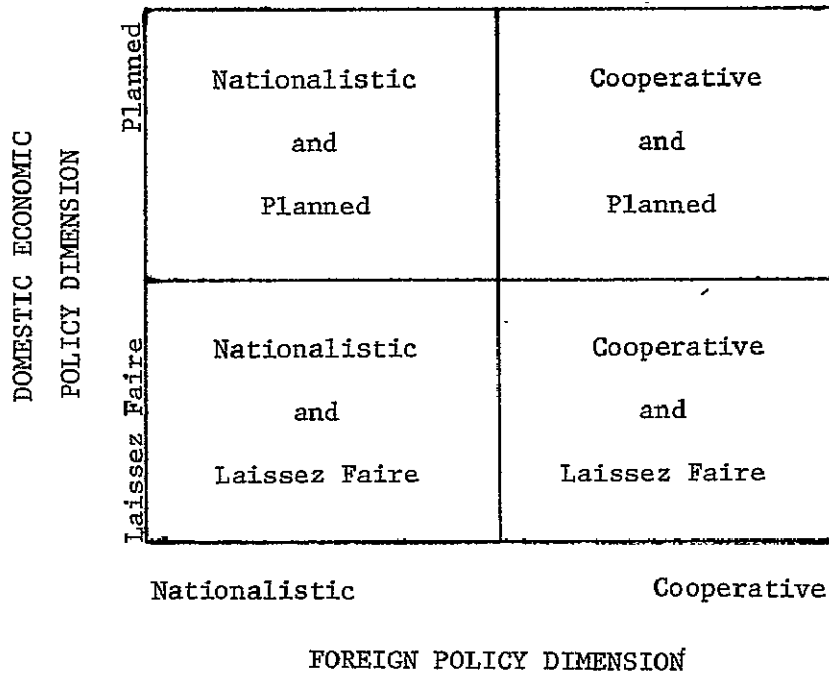 DOMESTIC ECONOMIC
POLICY DIMENSION
Planned
Laissez Faire
Nationalistic
and
Planned
Cooperative
and
Planned
Nationalistic
and
Laissez Faire
Cooperative
and
Laissez Faire
Nationalistic
Cooperative
FOREIGN POLICY DIMENSION